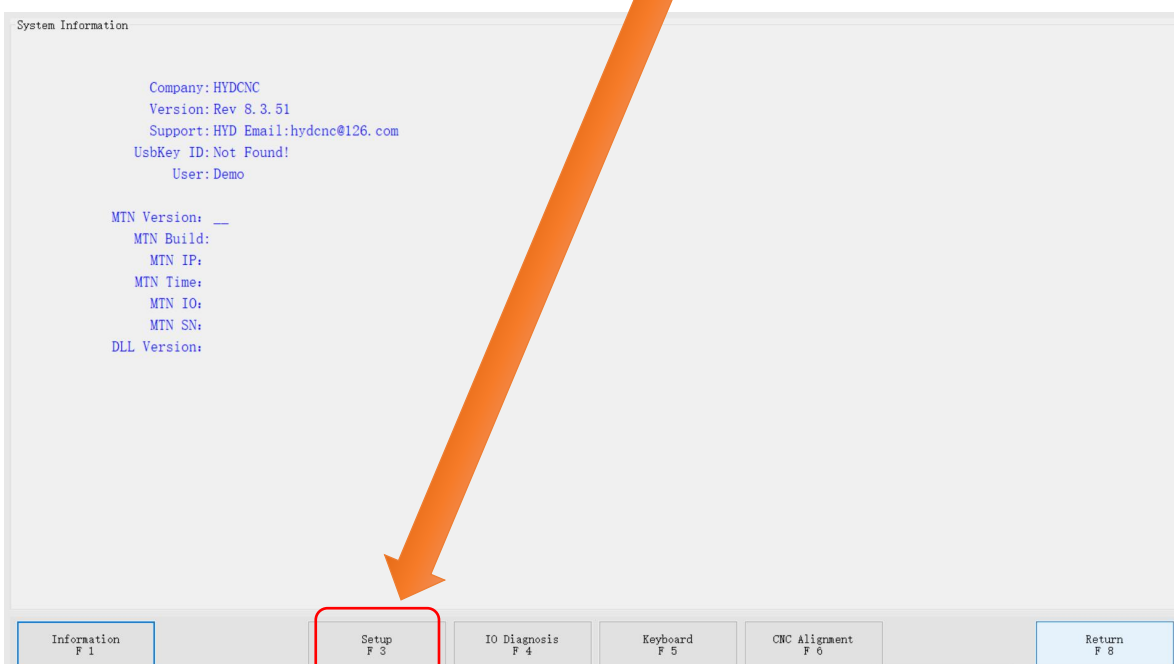 System Information
Company: HYDCNC
Version: Rev 8.3.51
Support: HYD Email:hydcnc@126.com
UsbKey ID: Not Found!
User: Demo
MTN Version: __
MTN Build:
MTN IP:
MTN Time:
MTN IO:
MTN SN:
DLL Version:
Information
F 1
Setup
F 3
IO Diagnosis
F 4
Keyboard
F 5
CNC Alignment
F 6
Return
F 8